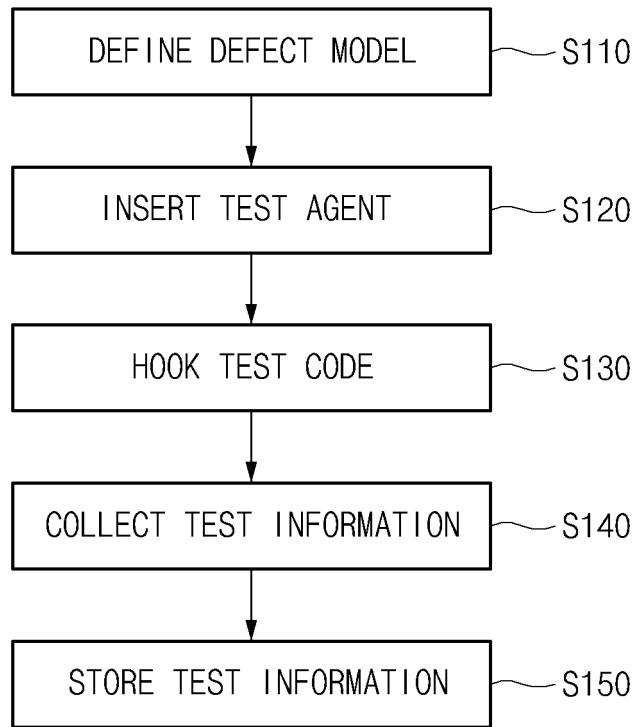 DEFINE DEFECT MODEL
S110
INSERT TEST AGENT
S120
HOOK TEST CODE
S130
COLLECT TEST INFORMATION
S140
STORE TEST INFORMATION
S150